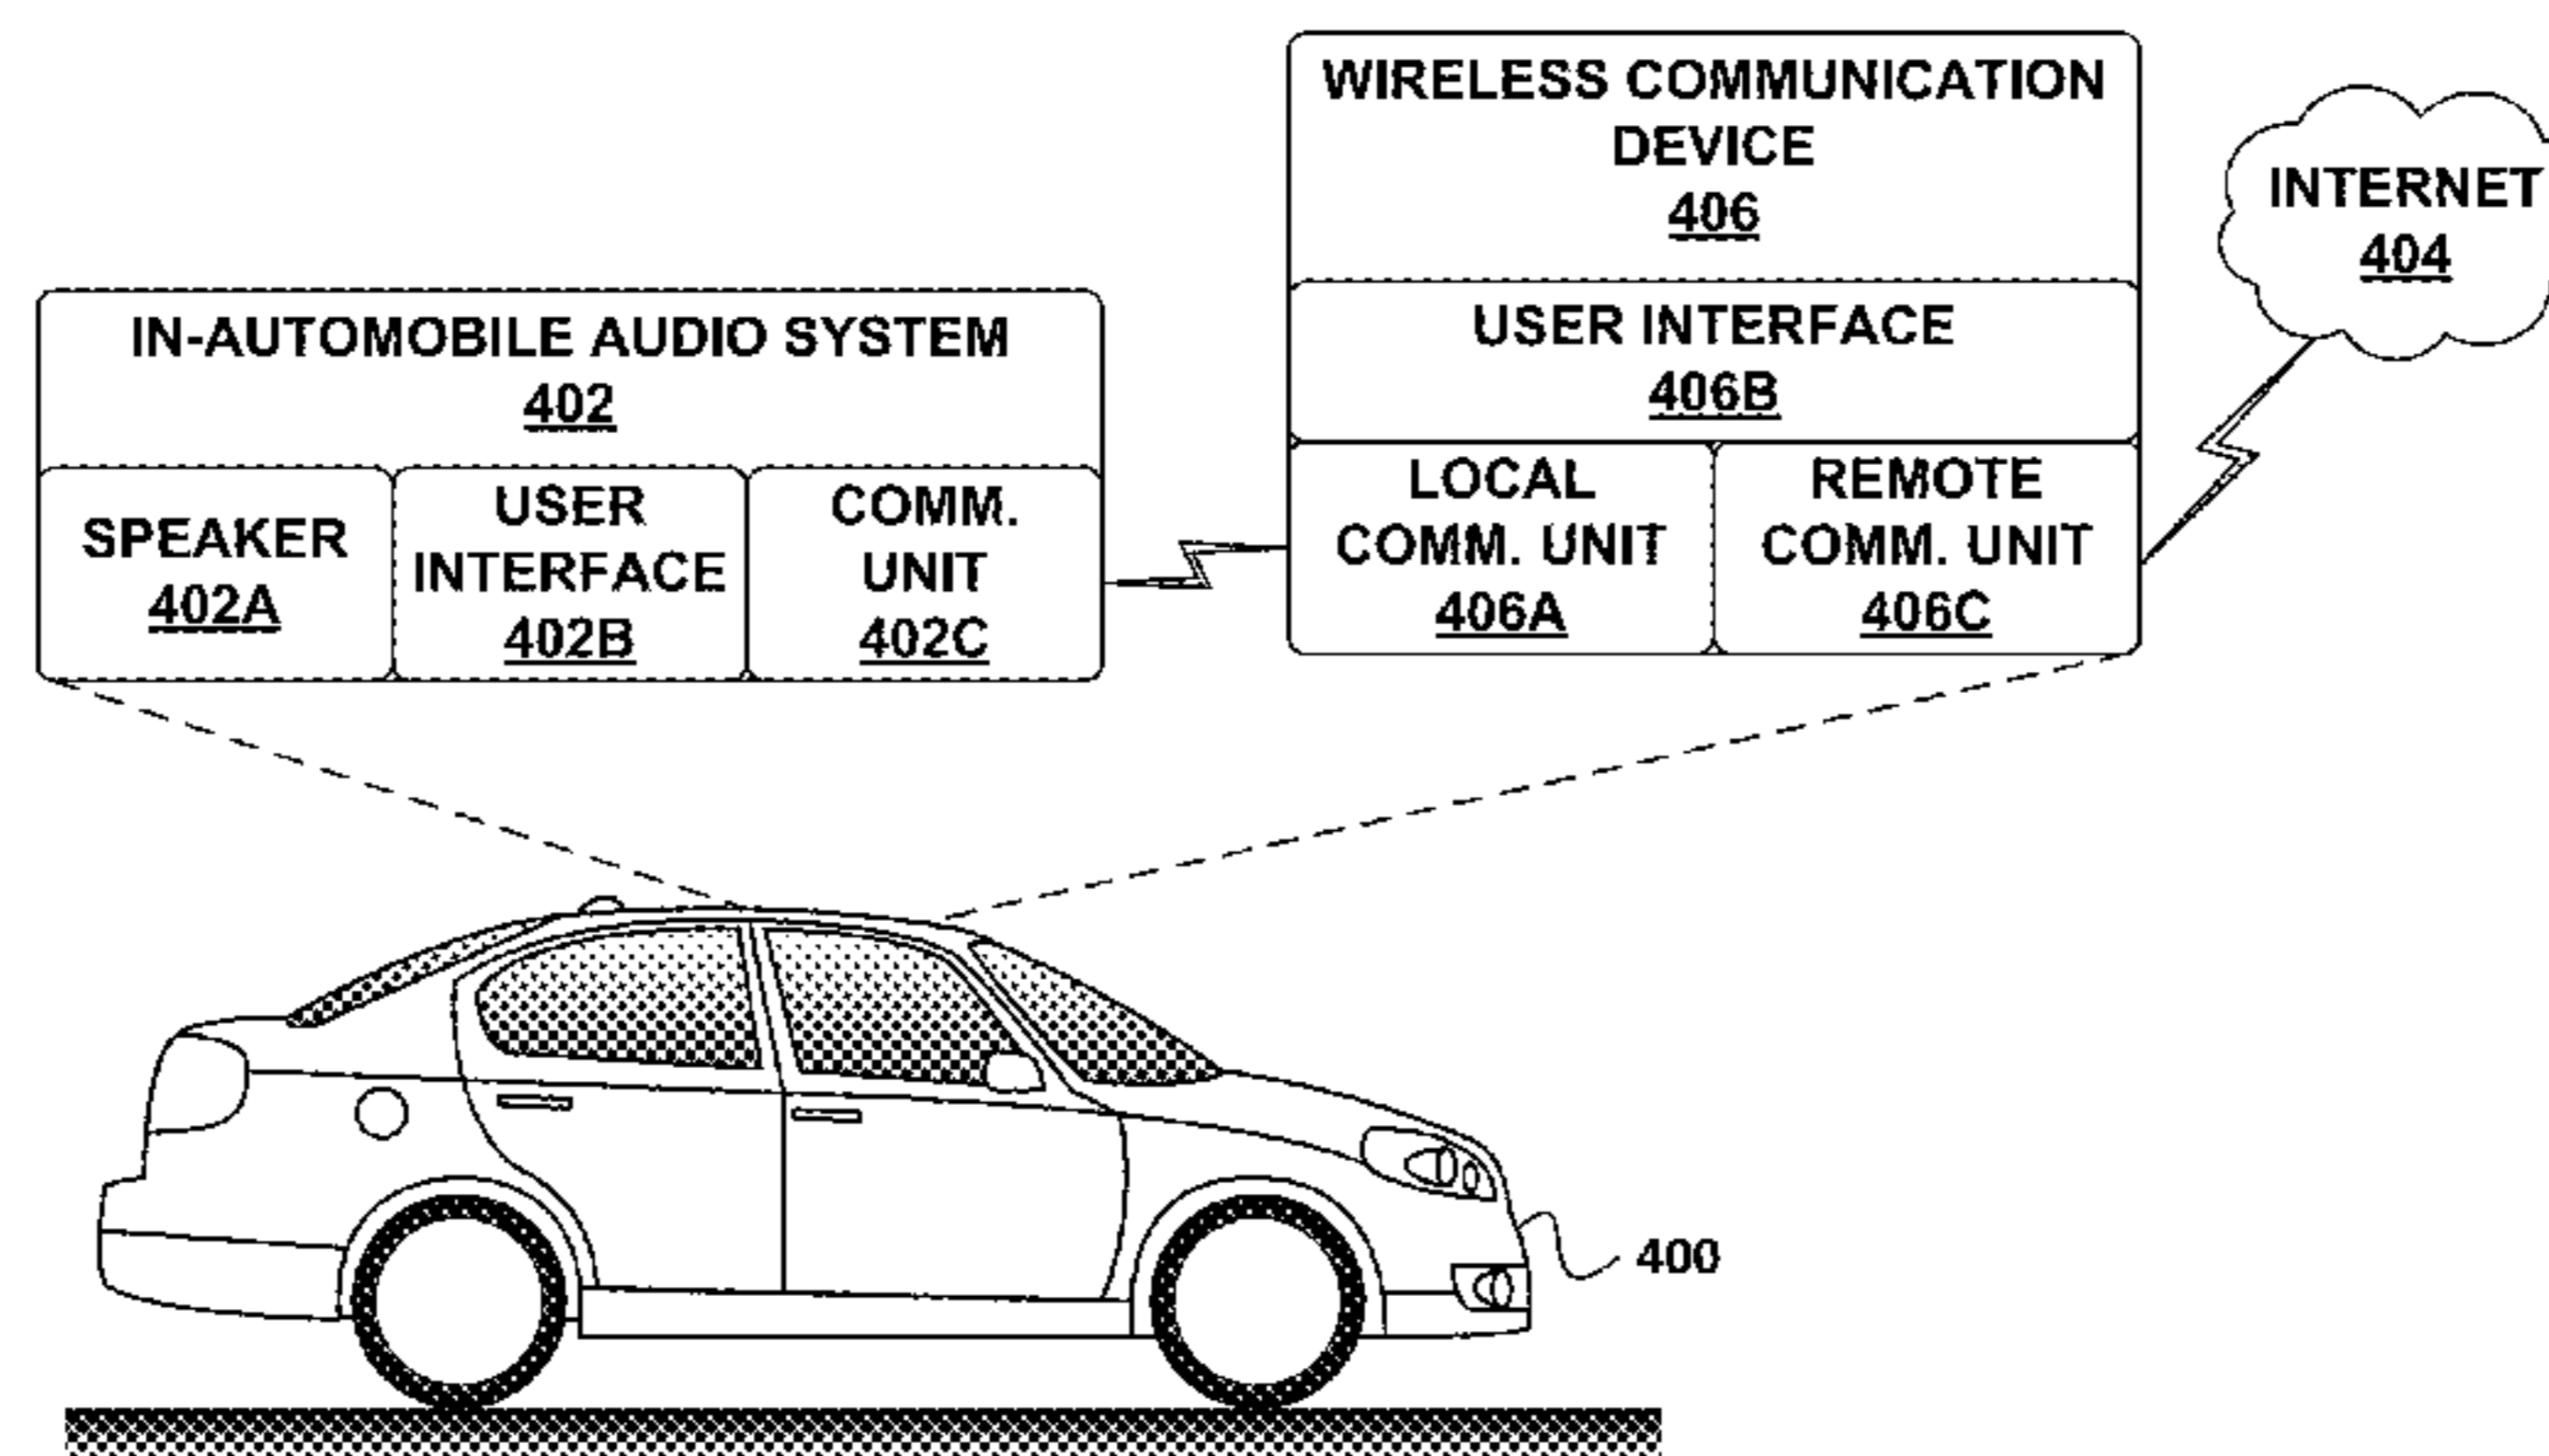 WIRELESS COMMUNICATION
DEVICE
406
USER INTERFACE
406B
LOCAL
COMM. UNIT
406A
REMOTE
COMM. UNIT
406C
INTERNET
404
IN-AUTOMOBILE AUDIO SYSTEM
402
SPEAKER
402A
USER
INTERFACE
402B
COMM.
UNIT
402C
400